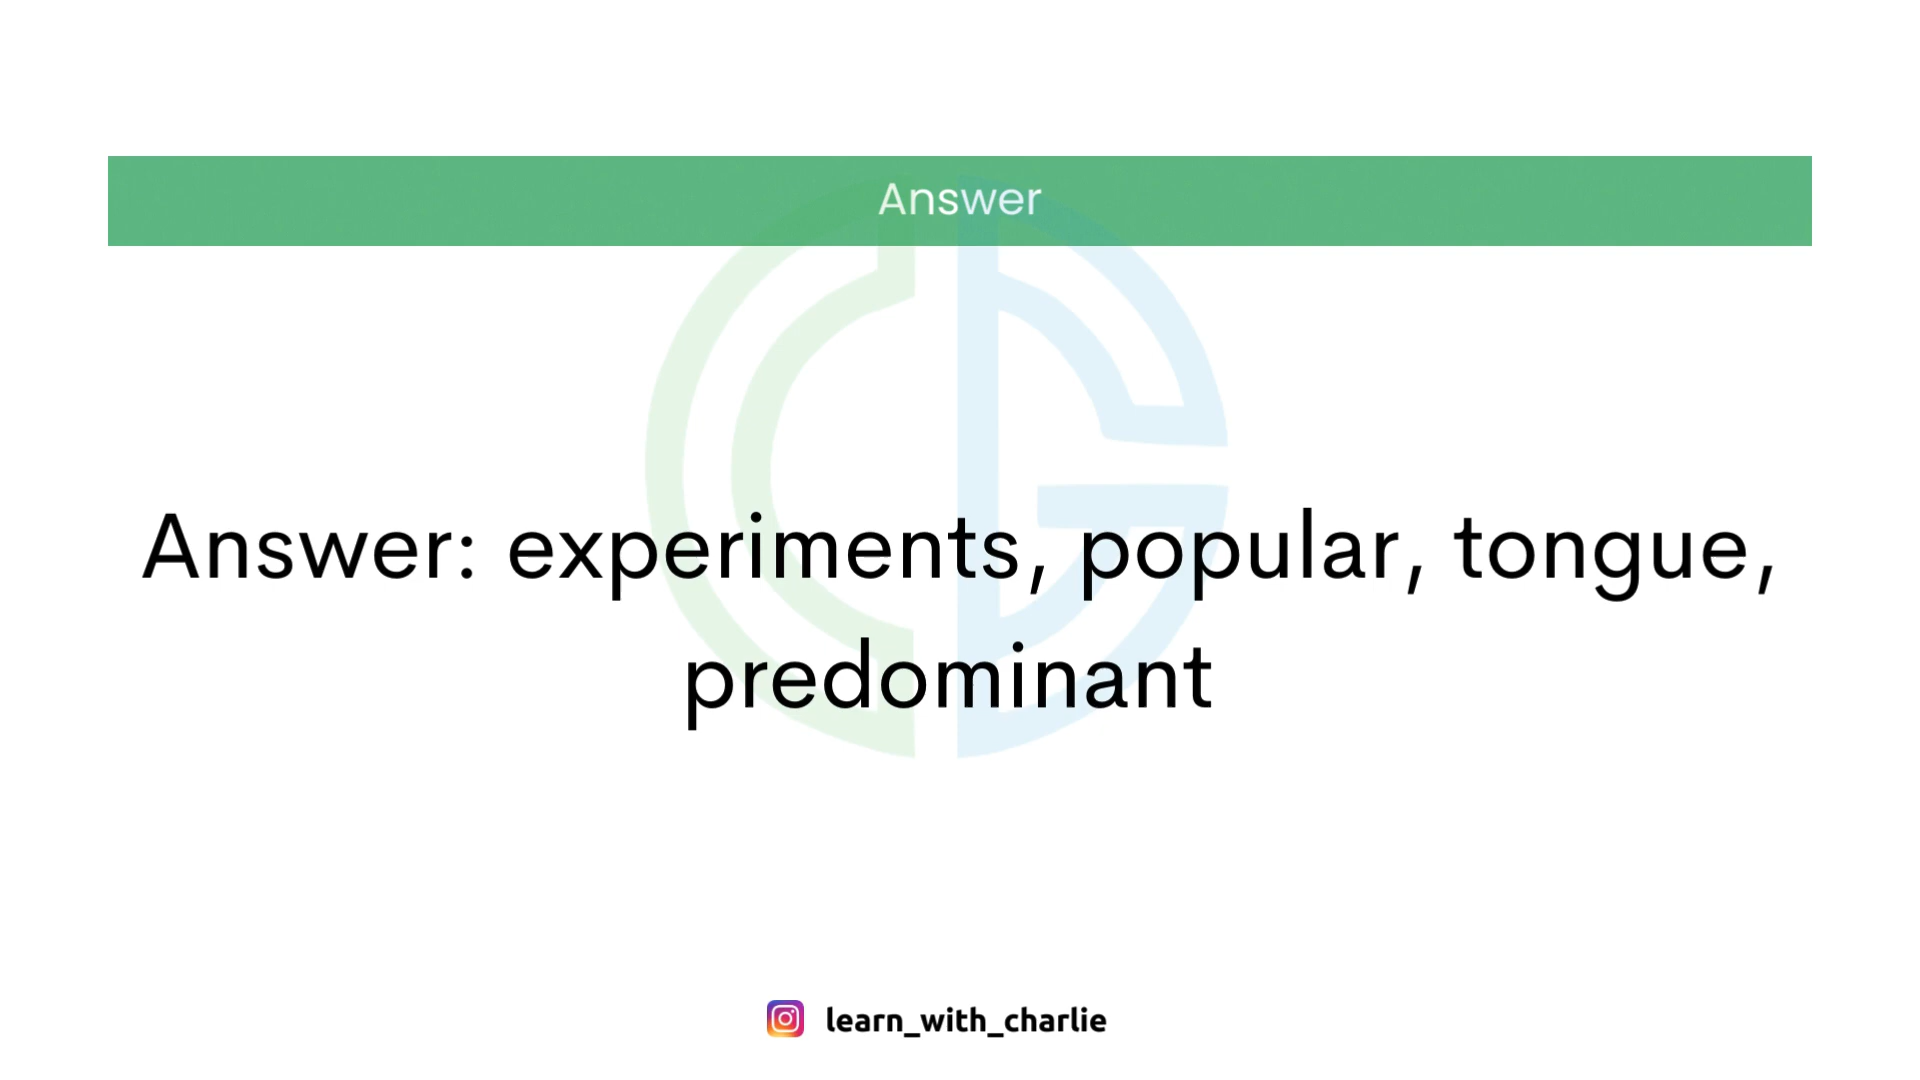 Answer
Answer: experiments, popular, tongue,
predominant
learn_with_charlie